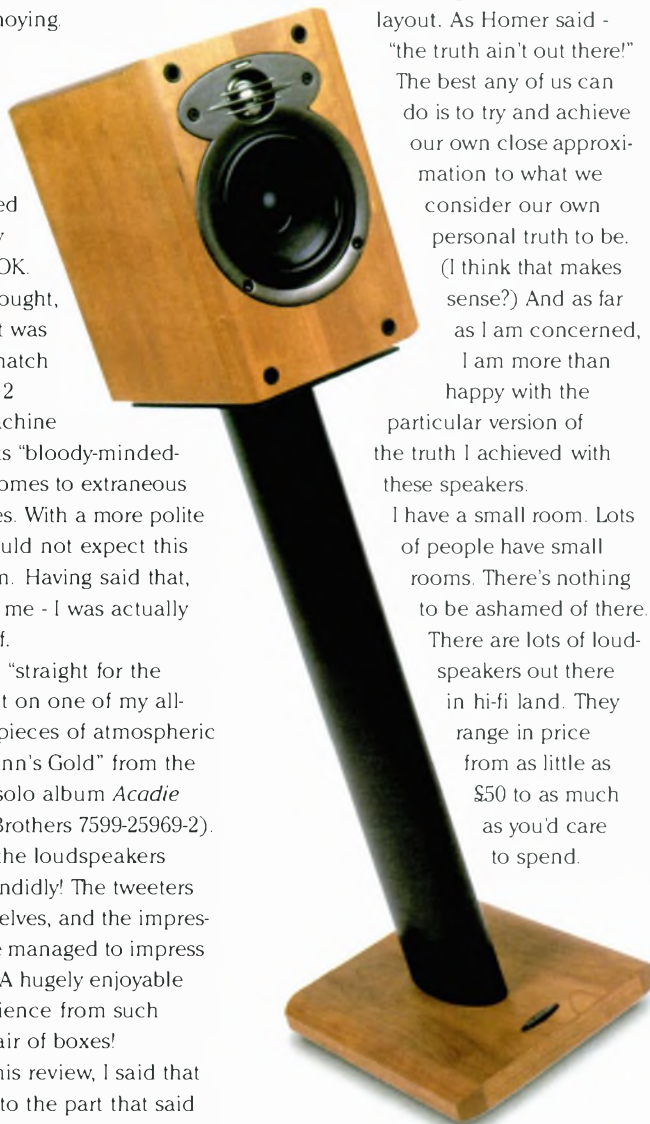 noying.
ed
y
OK.
ought,
t was
natch
2
achine
s “bloody-minded-
omes to extraneous
es. With a more polite
uld not expect this
n. Having said that,
me - I was actually
f.
“straight for the
t on one of my all-
pieces of atmospheric
nn's Gold” from the
solo album Acadie
Brothers 7599-25969-2).
the loudspeakers
ndidly! The tweeters
elves, and the impres-
e managed to impress
A hugely enjoyable
ience from such
air of boxes!
his review, I said that
to the part that said
layout. As Homer said -
“the truth ain't out there!”
The best any of us can
do is to try and achieve
our own close approxi-
mation to what we
consider our own
personal truth to be.
(I think that makes
sense?) And as far
as I am concerned,
I am more than
happy with the
particular version of
the truth I achieved with
these speakers.
I have a small room. Lots
of people have small
rooms. There's nothing
to be ashamed of there.
There are lots of loud-
speakers out there
in hi-fi land. They
range in price
from as little as
£50 to as much
as you'd care
to spend.